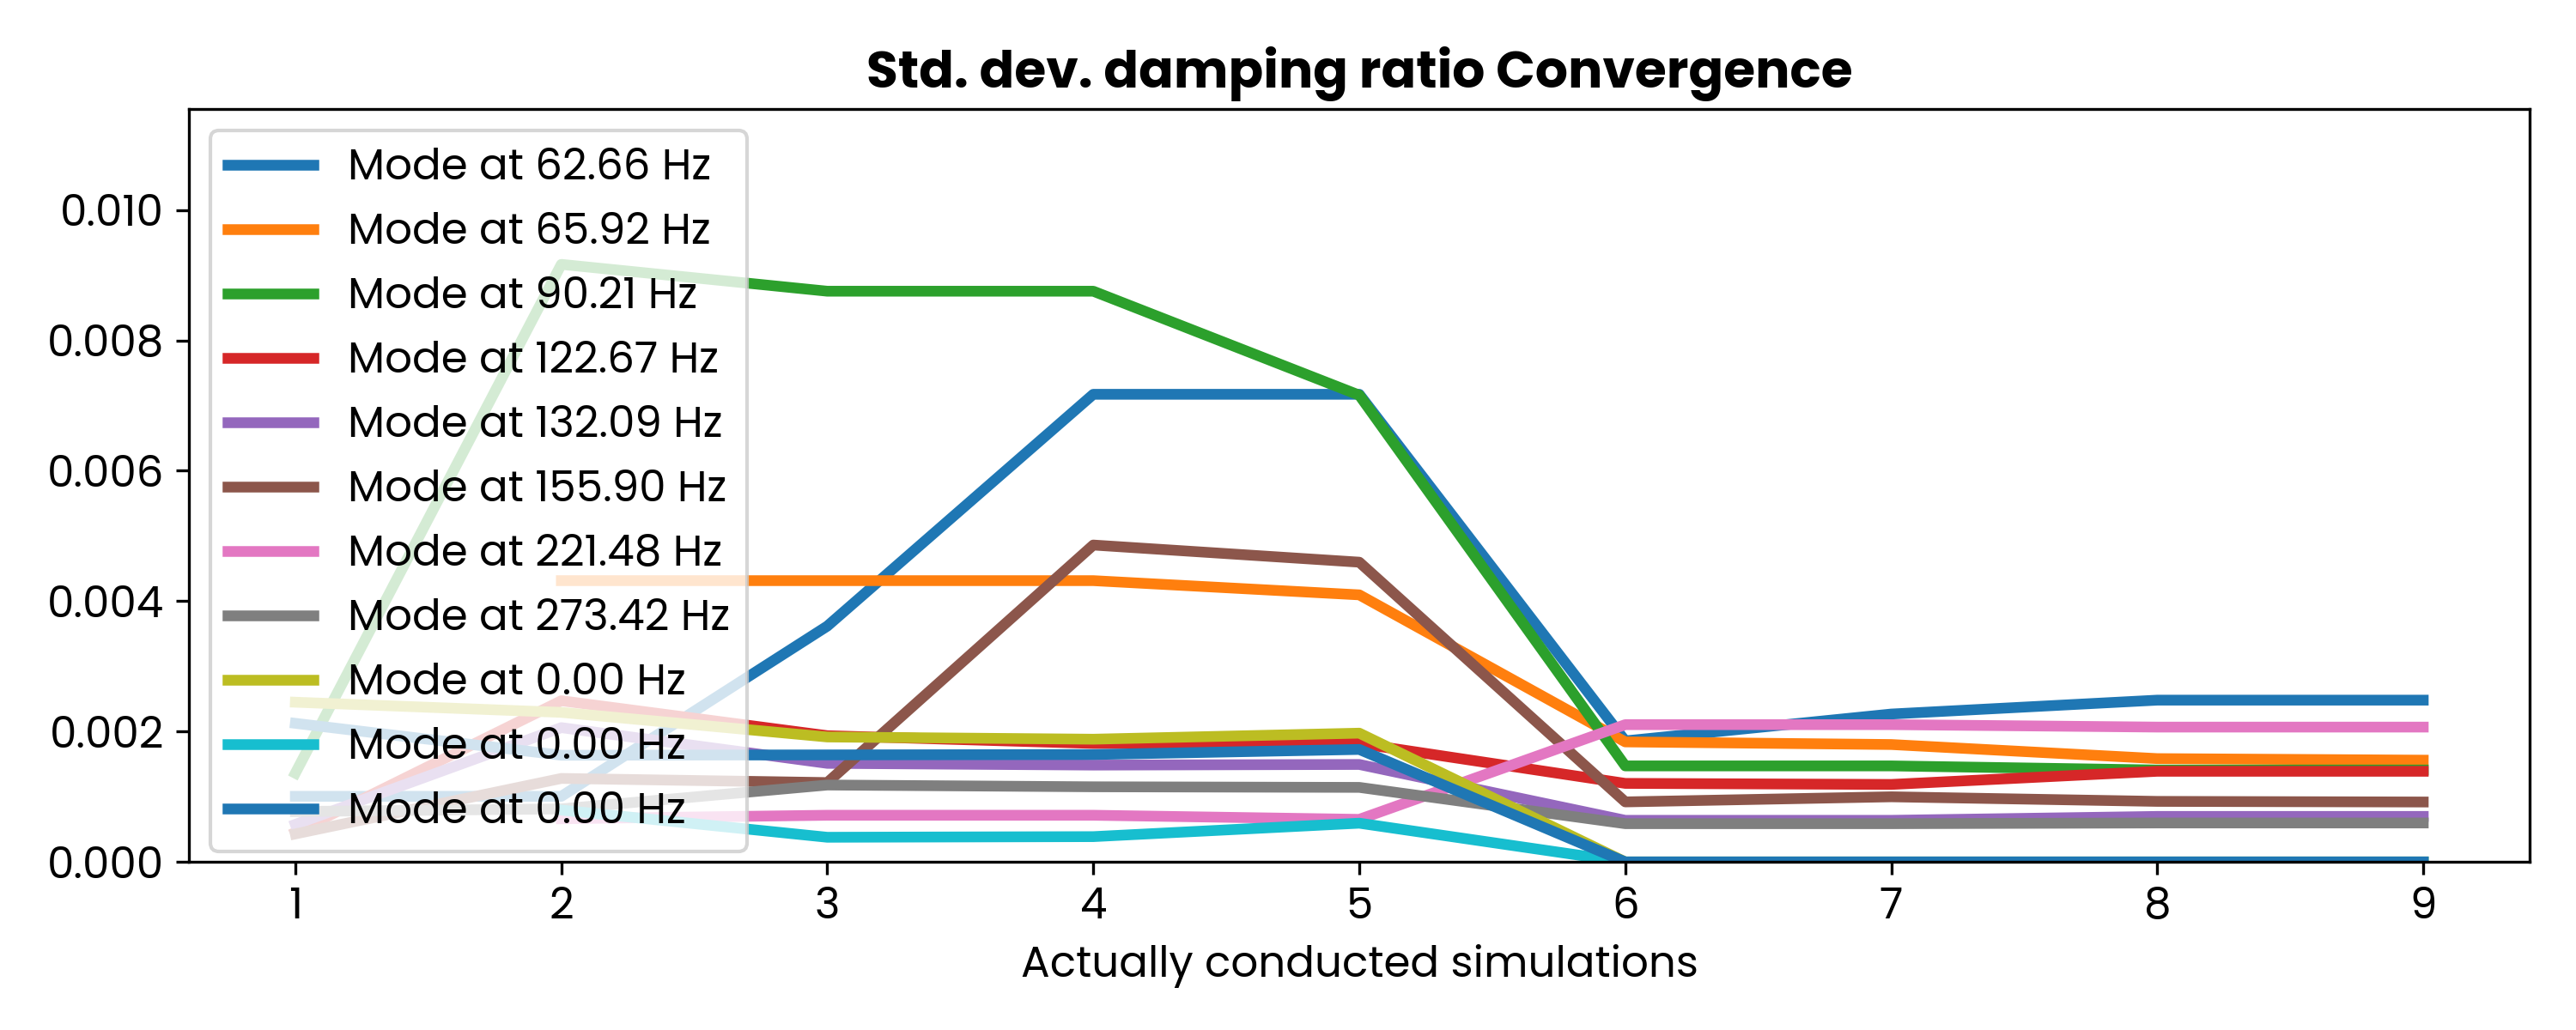 Std. dev. damping ratio Convergence
Mode at 62.66 Hz
Mode at 65.92 Hz
Mode at 90.21 Hz
Mode at 122.67 Hz
Mode at 132.09 Hz
Mode at 155.90 Hz
Mode at 221.48 Hz
Mode at 273.42 Hz
Mode at 0.00 Hz
Mode at 0.00 Hz
Mode at 0.00 Hz
0.010
0.008
0.006
0.004
0.002
0.000
1 2 3 4 5 6 7 8 9
Actually conducted simulations